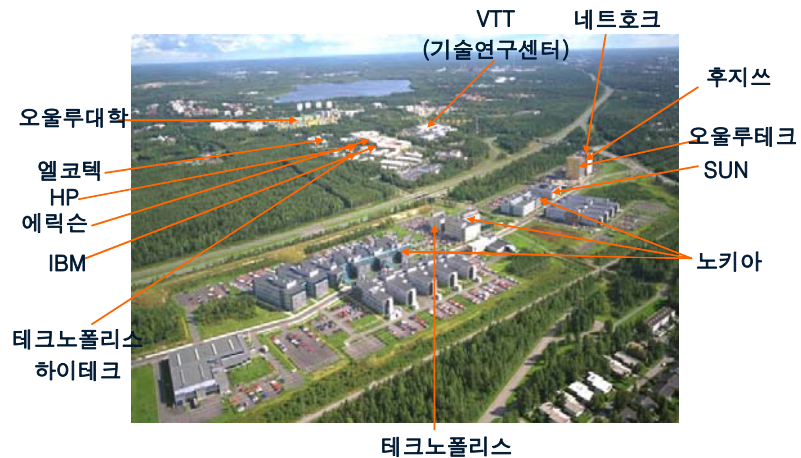 VTT
(기술연구센터)
네트호크
후지쓰
오울루대학
오울루테크
엘코텍
SUN
HP
에릭슨
IBM
노키아
테크노폴리스
하이테크
테크노폴리스